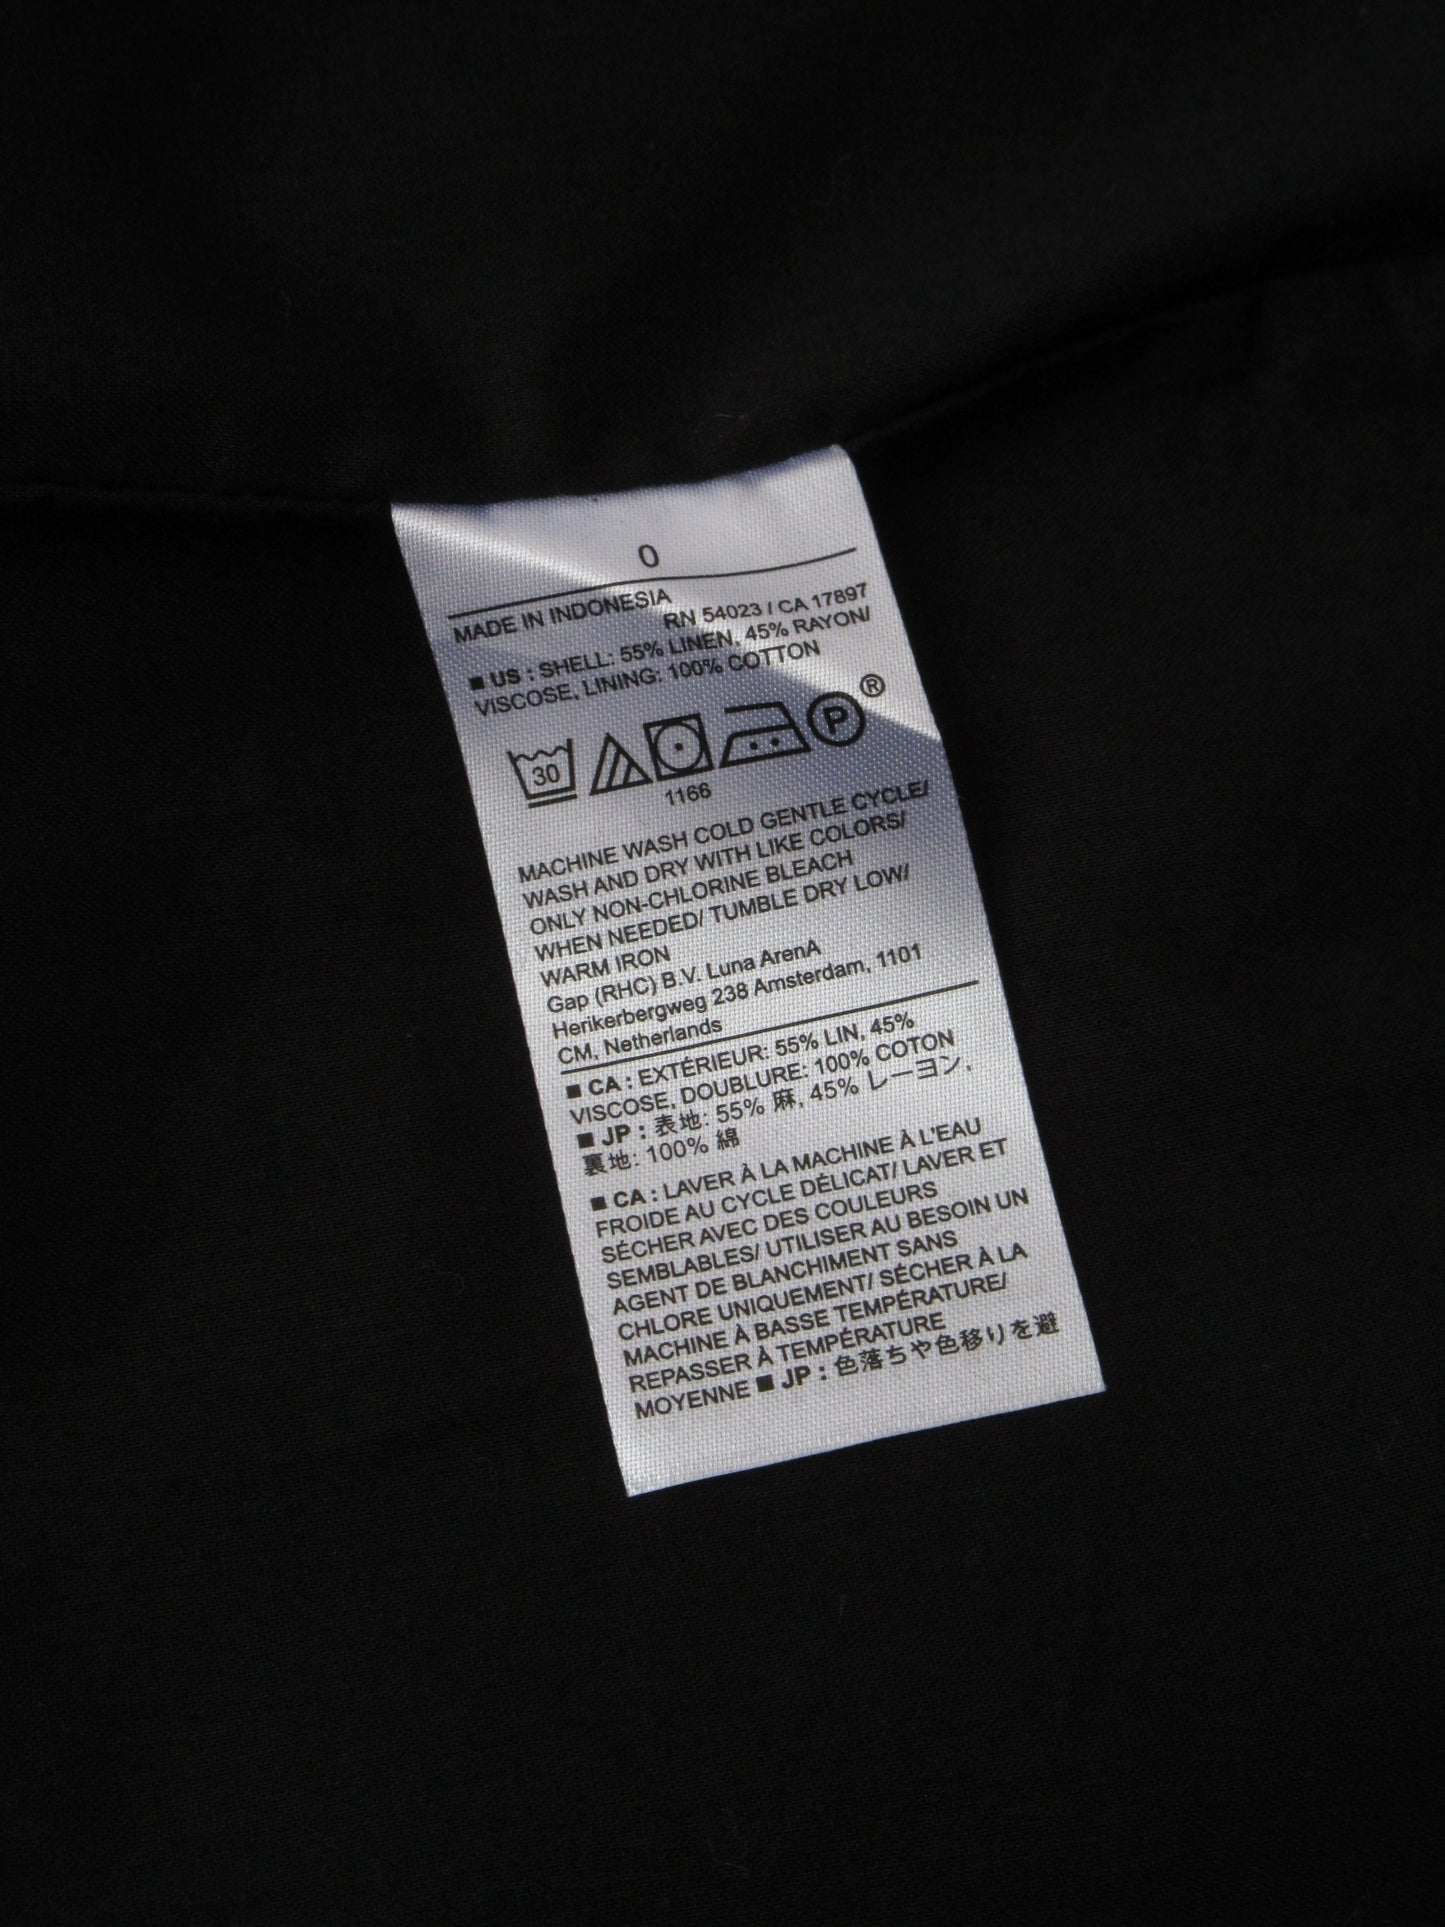 0
MADE IN INDONESIA
RN 54023 / CA 17897
■ US : SHELL: 55% LINEN, 45% RAYON/
VISCOSE, LINING: 100% COTTON
30
P
®
1166
MACHINE WASH COLD GENTLE CYCLE/
WASH AND DRY WITH LIKE COLORS/
ONLY NON-CHLORINE BLEACH
WHEN NEEDED/ TUMBLE DRY LOW/
WARM IRON
Gap (RHC) B.V. Luna ArenA
Herikerbergweg 238 Amsterdam, 1101
CM, Netherlands
■ CA : EXTÉRIEUR: 55% LIN, 45%
VISCOSE, DOUBLURE: 100% COTON
■ JP : 表地: 55% 麻, 45% レーヨン,
裏地: 100% 綿
■ CA : LAVER À LA MACHINE À L'EAU
FROIDE AU CYCLE DÉLICAT/ LAVER ET
SÉCHER AVEC DES COULEURS
SEMBLABLES/ UTILISER AU BESOIN UN
AGENT DE BLANCHIMENT SANS
CHLORE UNIQUEMENT/ SÉCHER À LA
MACHINE À BASSE TEMPÉRATURE/
REPASSER À TEMPÉRATURE
MOYENNE ■ JP : 色落ちや色移りを避